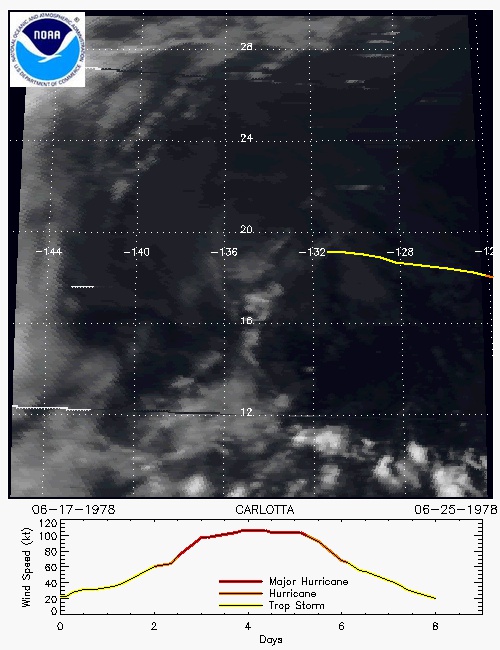 NATIONAL OCEANIC AND ATMOSPHERIC ADMINISTRATION
NOAA
U.S. DEPARTMENT OF COMMERCE
28
24
20
-144 -140 -136 -132 -128 -12
16
12
06-17-1978 CARLOTTA 06-25-1978
Wind Speed (kt)
120
100
80
60
40
20
0
Major Hurricane
Hurricane
Trop Storm
0 2 4 6 8
Days